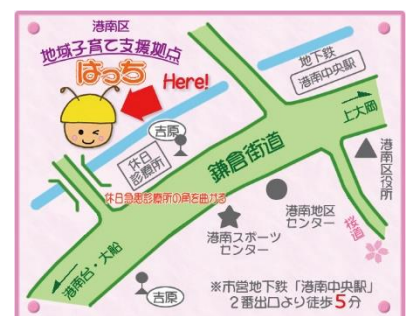 港南区
地域子育て支援拠点
はっち
Here!
地下鉄
港南中央駅
上大岡
吉原
休日
診療所
鎌倉街道
港南区役所
休日急患診療所の角を曲がる
港南地区
センター
港南スポーツ
センター
桜道
港南台・大船
吉原
※市営地下鉄「港南中央駅」
2番出口より徒歩5分